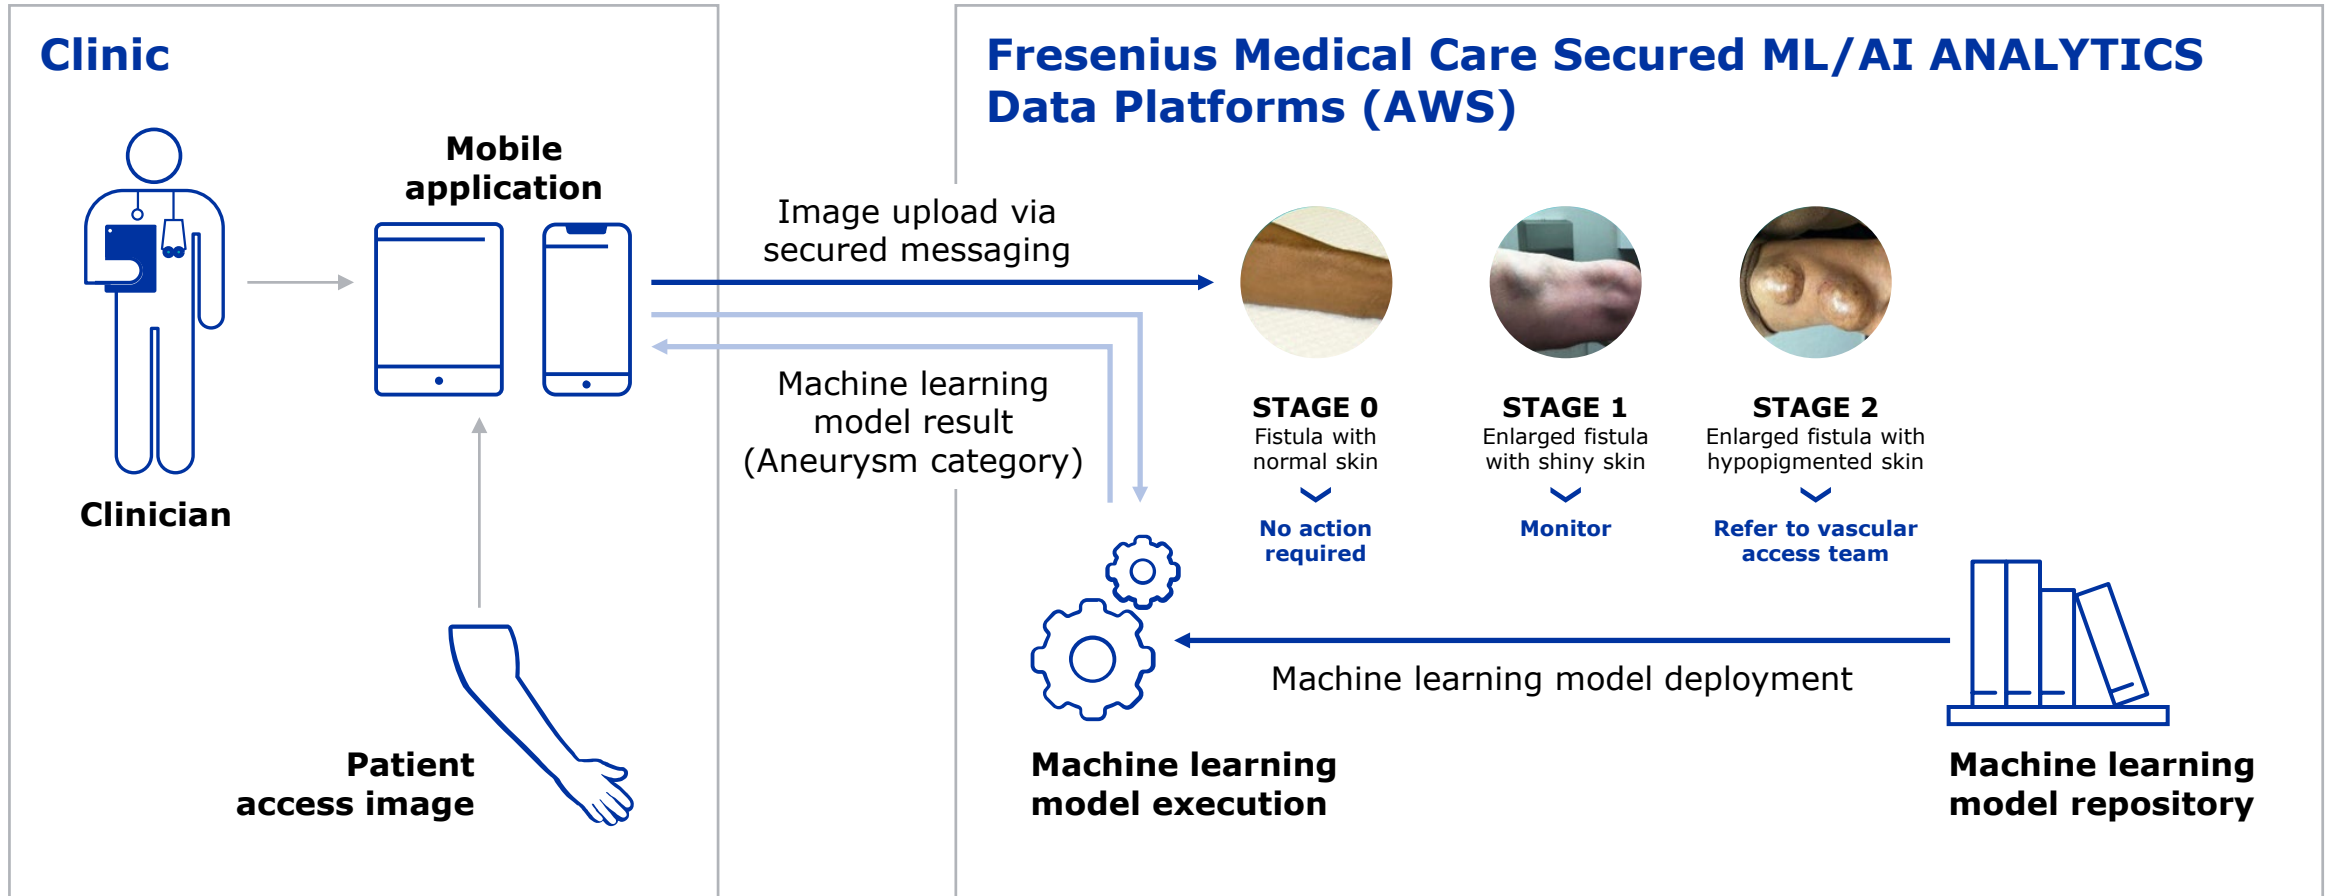 Clinic
Clinician
Mobile
application
Patient
access image
Image upload via
secured messaging
Machine learning
model result
(Aneurysm category)
Fresenius Medical Care Secured ML/AI ANALYTICS
Data Platforms (AWS)
STAGE 0
Fistula with
normal skin
No action
required
STAGE 1
Enlarged fistula
with shiny skin
Monitor
STAGE 2
Enlarged fistula with
hypopigmented skin
Refer to vascular
access team
Machine learning model deployment
Machine learning
model execution
Machine learning
model repository